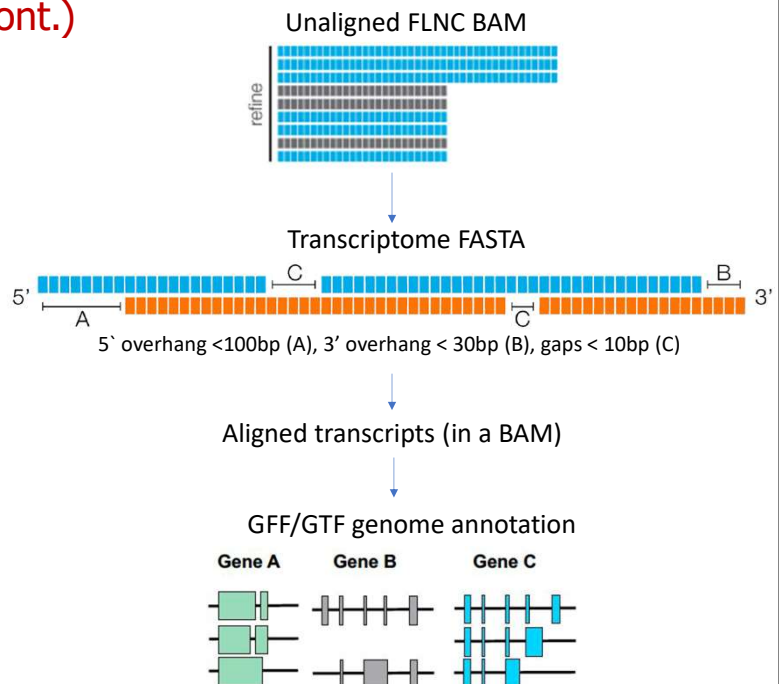 ont.)
Unaligned FLNC BAM
refine
Transcriptome FASTA
C
B
5’
3’
A
C
5` overhang <100bp (A), 3’ overhang < 30bp (B), gaps < 10bp (C)
Aligned transcripts (in a BAM)
GFF/GTF genome annotation
Gene A Gene B Gene C